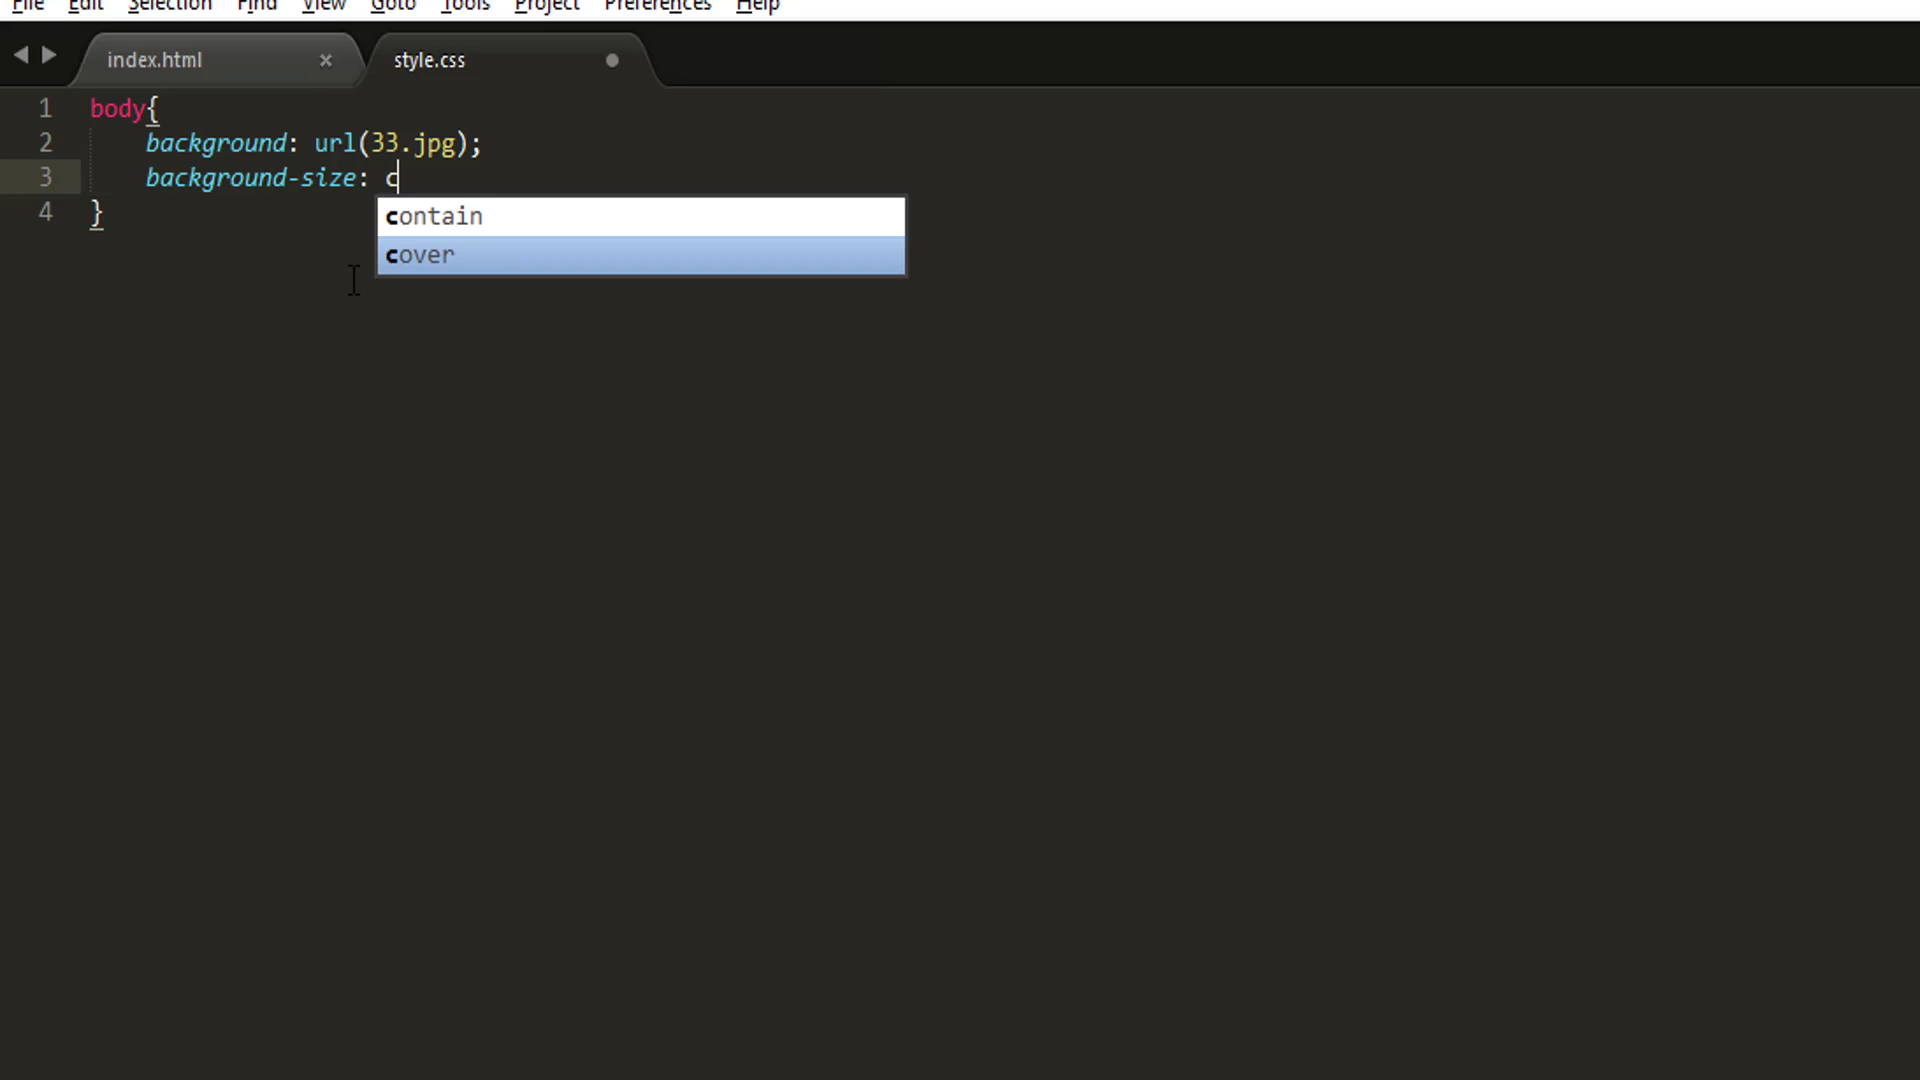 File Edit Selection Find View Goto Tools Project Preferences Help
index.html × style.css
1 body{
2 background: url(33.jpg);
3 background-size: c
contain
cover
4 }